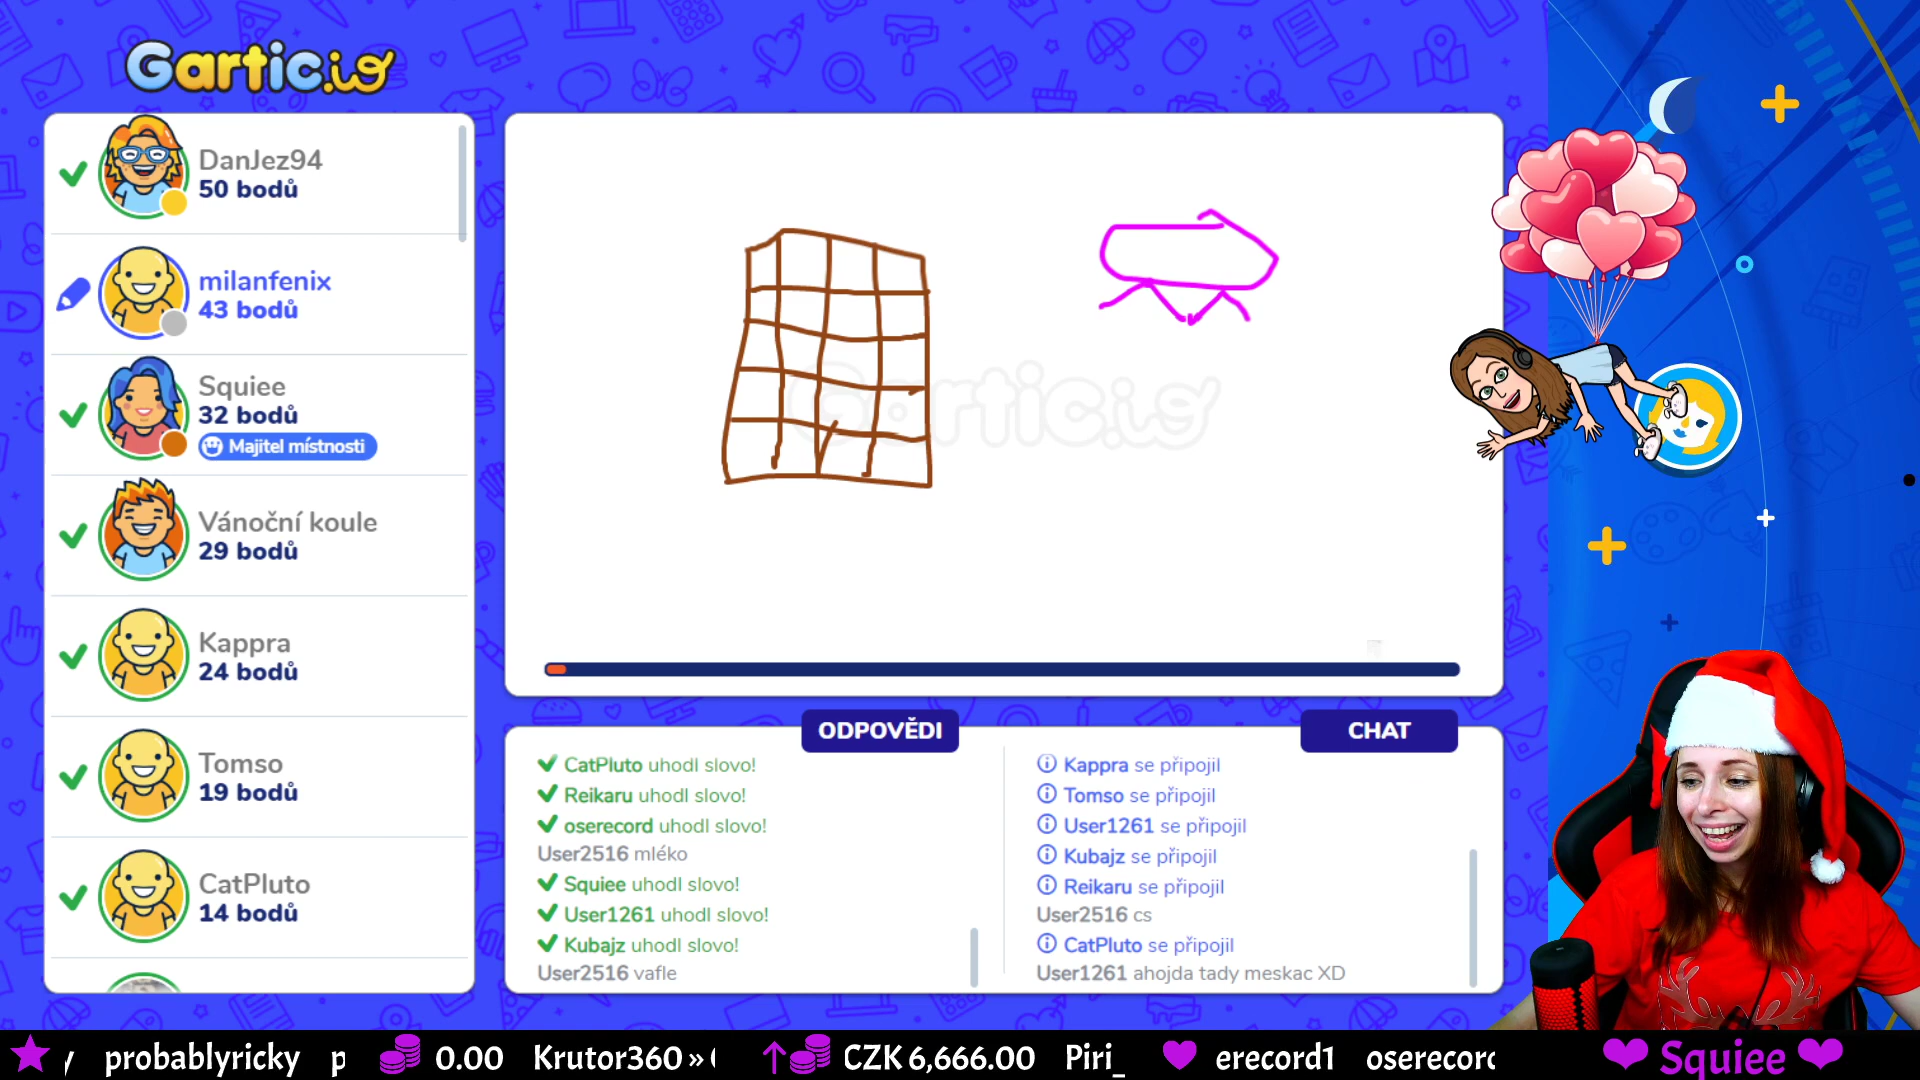 Gartic.io
DanJez94
50 bodů
milanfenix
43 bodů
Squiee
32 bodů
Majitel místnosti
Vánoční koule
29 bodů
Kappra
24 bodů
Tomso
19 bodů
CatPluto
14 bodů
Gartic.io
ODPOVĚDI
CatPluto uhodl slovo!
Reikaru uhodl slovo!
oserecord uhodl slovo!
User2516 mléko
Squiee uhodl slovo!
User1261 uhodl slovo!
Kubajz uhodl slovo!
User2516 vafle
CHAT
Kappra se připojil
Tomso se připojil
User1261 se připojil
Kubajz se připojil
Reikaru se připojil
User2516 cs
CatPluto se připojil
User1261 ahojda tady meskac XD
probablyricky p 0.00 Krutor360 » CZK 6,666.00 Piri_ erecord1 oserecord Squiee